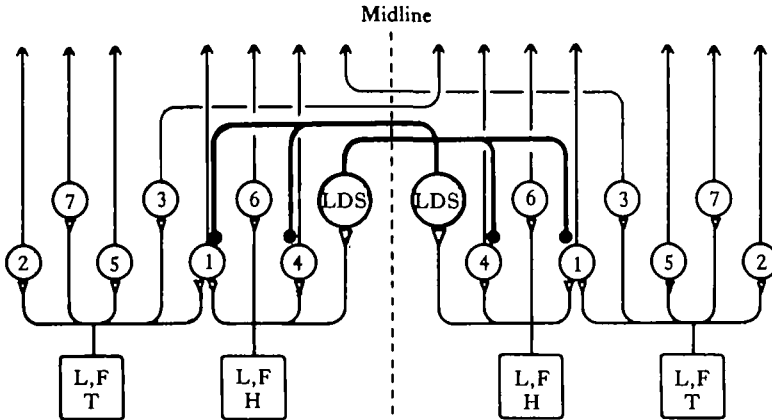 Midline
7 3 6 LDS LDS 6 3 7
2 5 1 4 4 1 5 2
L,F L,F L,F L,F
T H H T